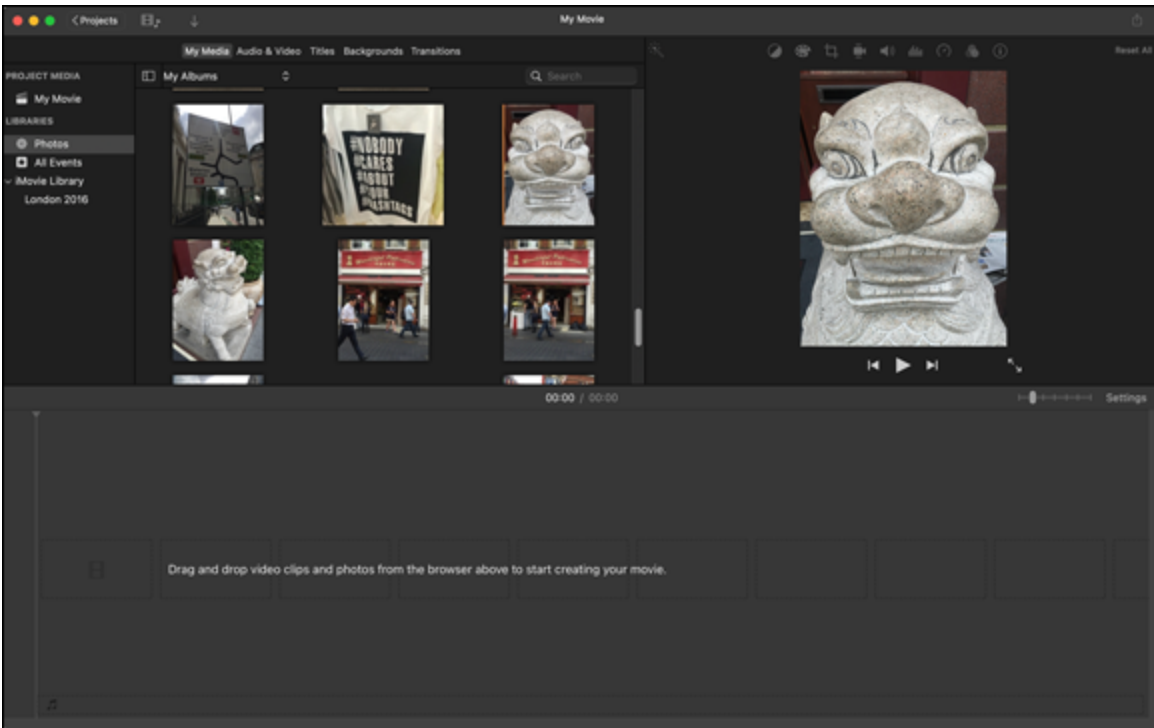 Projects
My Movie
My Media Audio & Video Titles Backgrounds Transitions
Reset All
PROJECT MEDIA
My Movie
LIBRARIES
Photos
All Events
iMovie Library
London 2016
My Albums
Search
#NOBODY
#CARES
#ABOUT
#YOUR
#HASHTAGS
00:00 / 00:00
Settings
Drag and drop video clips and photos from the browser above to start creating your movie.